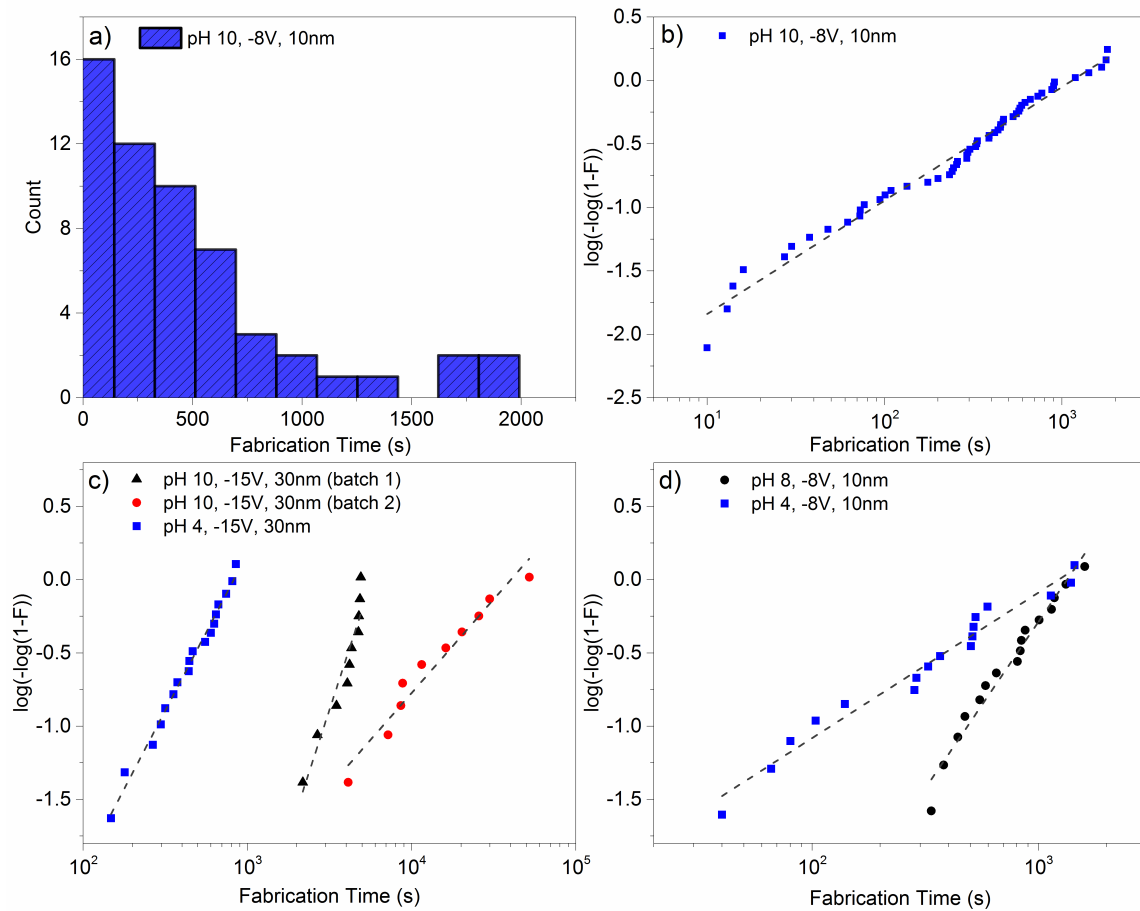 a)
pH 10, -8V, 10nm
16
12
8
4
0
Count
0 500 1000 1500 2000
Fabrication Time (s)
b)
pH 10, -8V, 10nm
0.5
0.0
-0.5
-1.0
-1.5
-2.0
-2.5
log(-log(1-F))
10¹ 10² 10³
Fabrication Time (s)
c)
pH 10, -15V, 30nm (batch 1)
pH 10, -15V, 30nm (batch 2)
pH 4, -15V, 30nm
0.5
0.0
-0.5
-1.0
-1.5
log(-log(1-F))
10² 10³ 10⁴ 10⁵
Fabrication Time (s)
d)
pH 8, -8V, 10nm
pH 4, -8V, 10nm
0.5
0.0
-0.5
-1.0
-1.5
log(-log(1-F))
10² 10³
Fabrication Time (s)